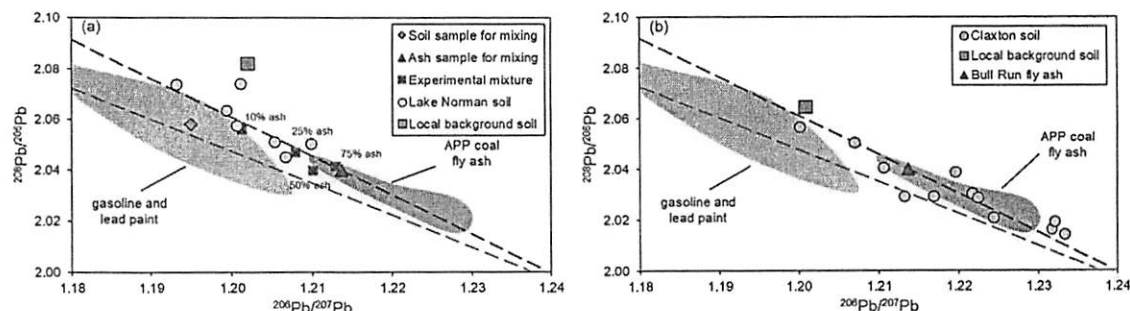 (a)
²⁰⁸Pb/²⁰⁶Pb
2.10
2.08
2.06
2.04
2.02
2.00
Soil sample for mixing
Ash sample for mixing
Experimental mixture
Lake Norman soil
Local background soil
10% ash
25% ash
75% ash
50% ash
APP coal
fly ash
gasoline and
lead paint
1.18
1.19
1.20
1.21
1.22
1.23
1.24
²⁰⁶Pb/²⁰⁷Pb
(b)
²⁰⁸Pb/²⁰⁶Pb
2.10
2.08
2.06
2.04
2.02
2.00
Claxton soil
Local background soil
Bull Run fly ash
APP coal
fly ash
gasoline and
lead paint
1.18
1.19
1.20
1.21
1.22
1.23
1.24
²⁰⁶Pb/²⁰⁷Pb